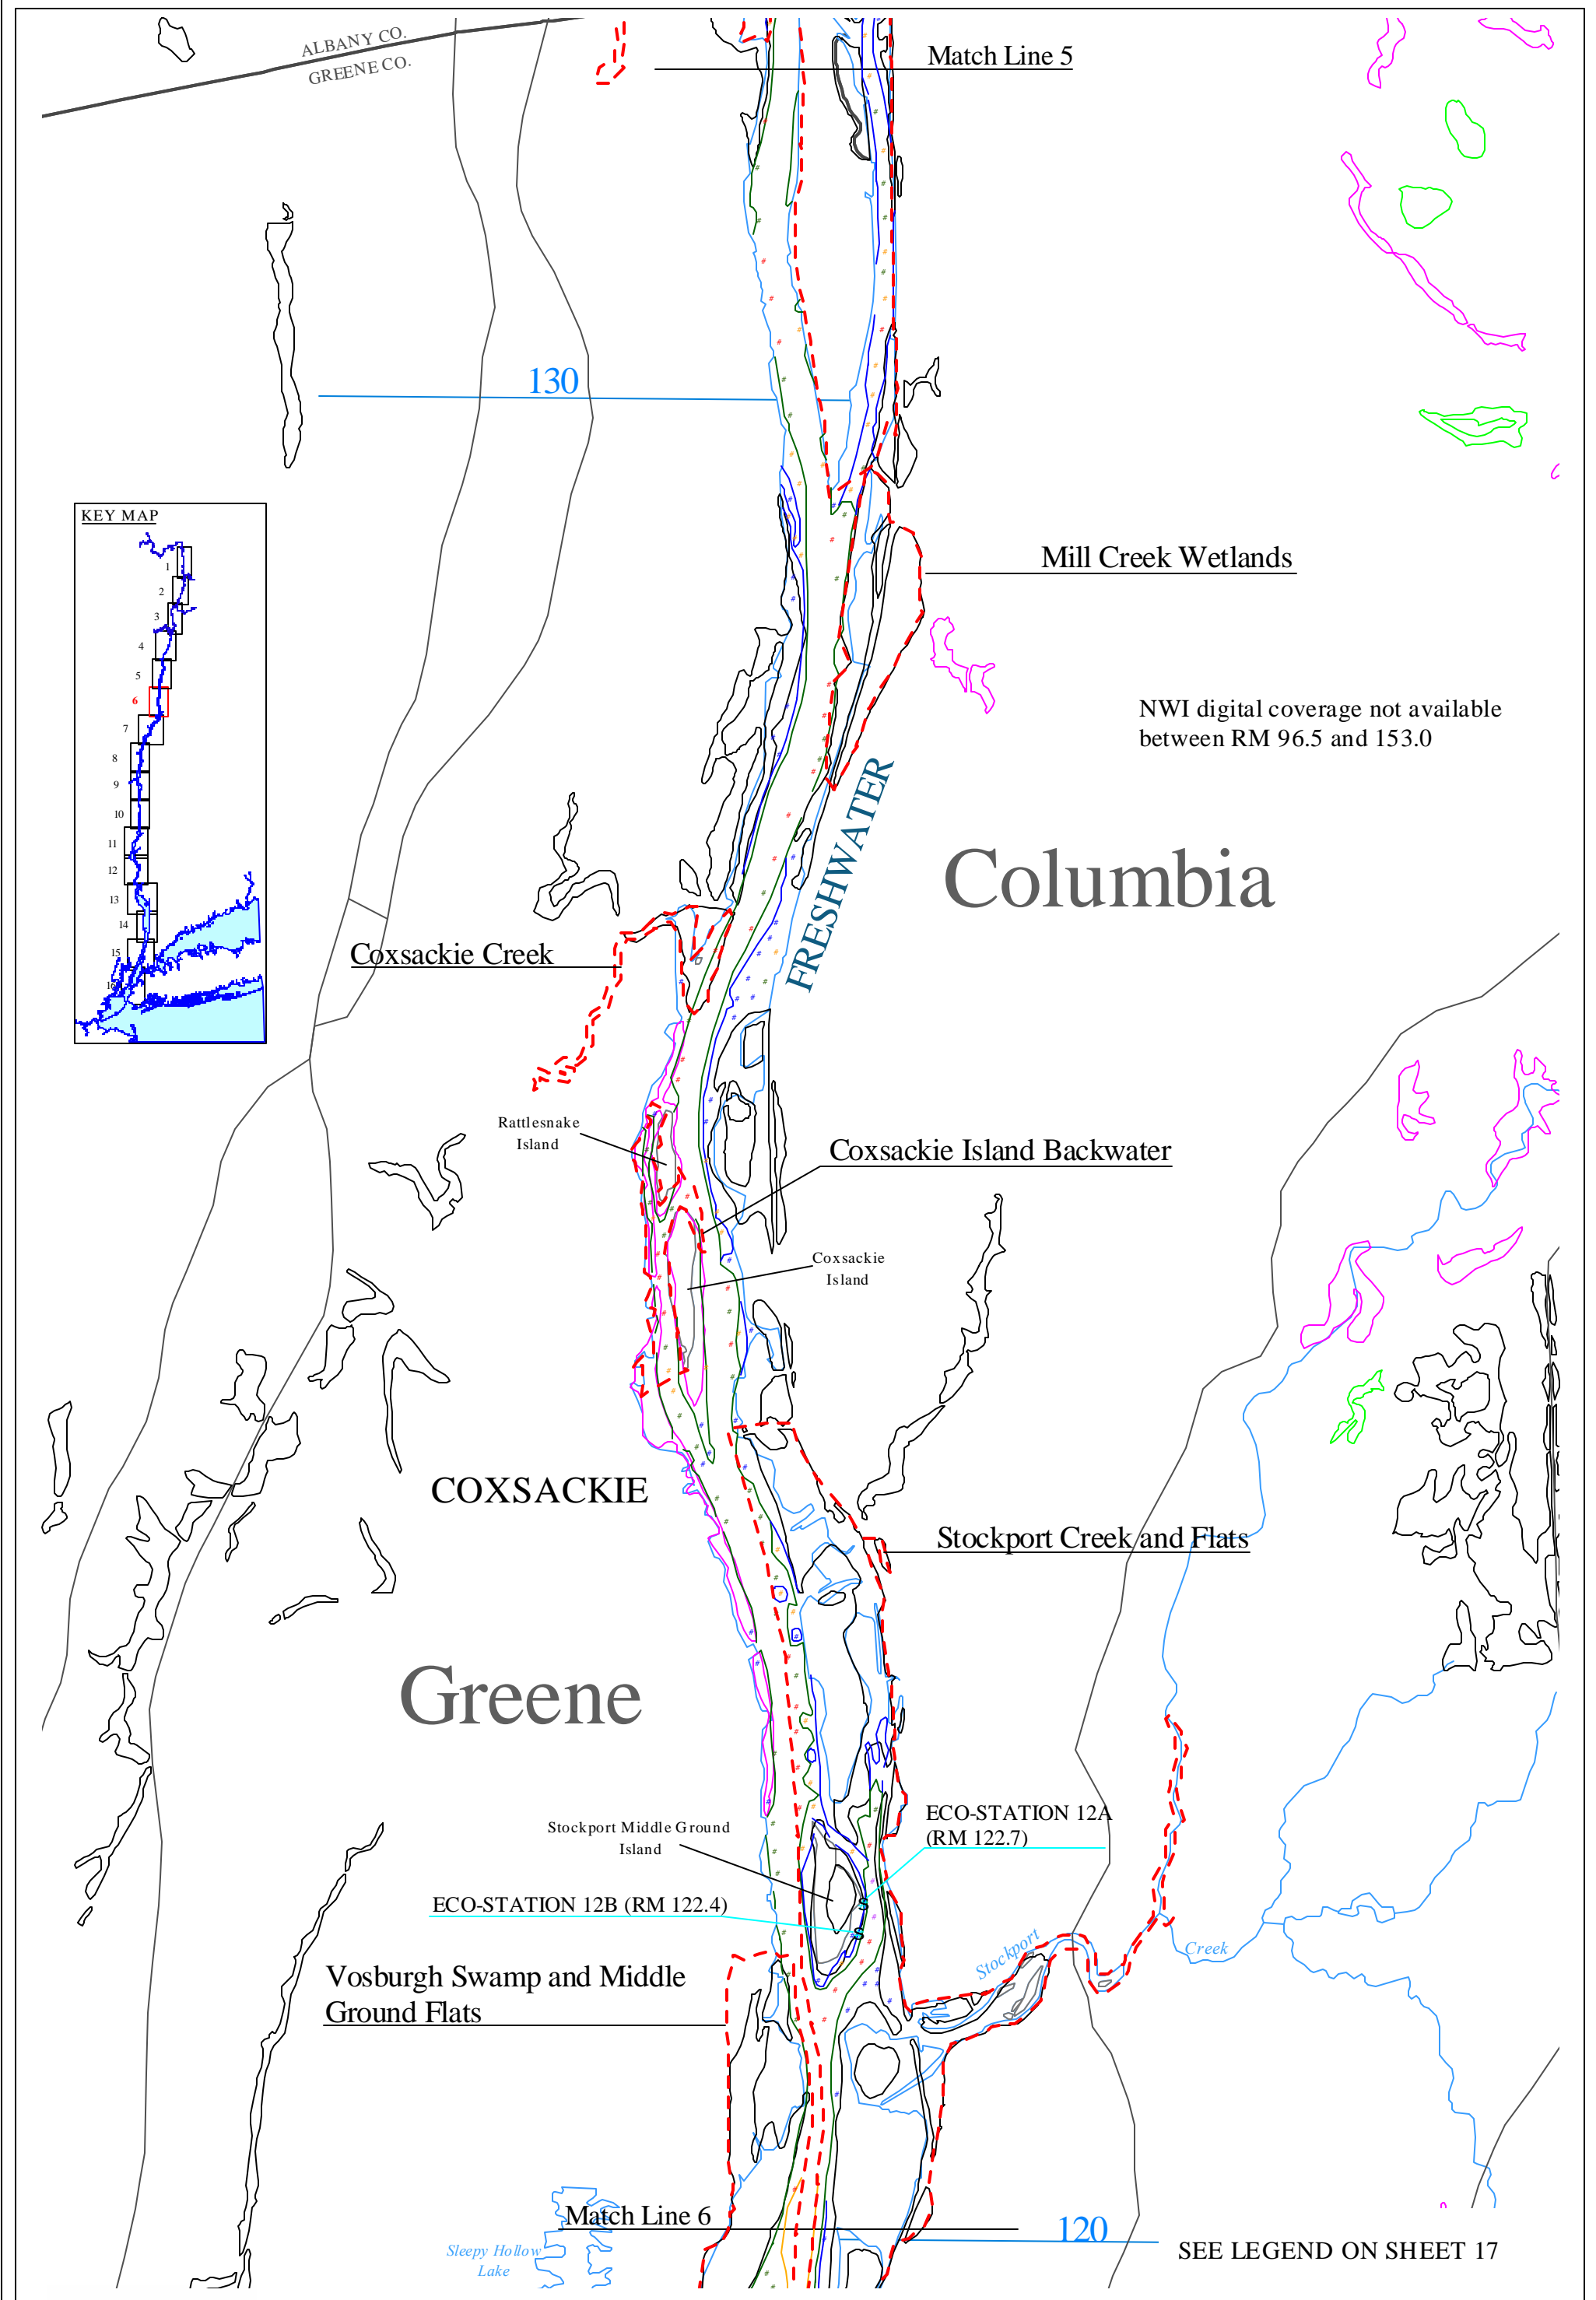 ALBANY CO.
GREENE CO.
Match Line 5
130
KEY MAP
1
2
3
4
5
6
7
8
9
10
11
12
13
14
15
Mill Creek Wetlands
NWI digital coverage not available
between RM 96.5 and 153.0
FRESHWATER
Columbia
Coxsackie Creek
Rattlesnake
Island
Coxsackie Island Backwater
Coxsackie
Island
COXSACKIE
Stockport Creek and Flats
Greene
Stockport Middle Ground
Island
ECO-STATION 12A
(RM 122.7)
ECO-STATION 12B (RM 122.4)
S
S
Stockport
Creek
Vosburgh Swamp and Middle
Ground Flats
Match Line 6
120
Sleepy Hollow
Lake
SEE LEGEND ON SHEET 17